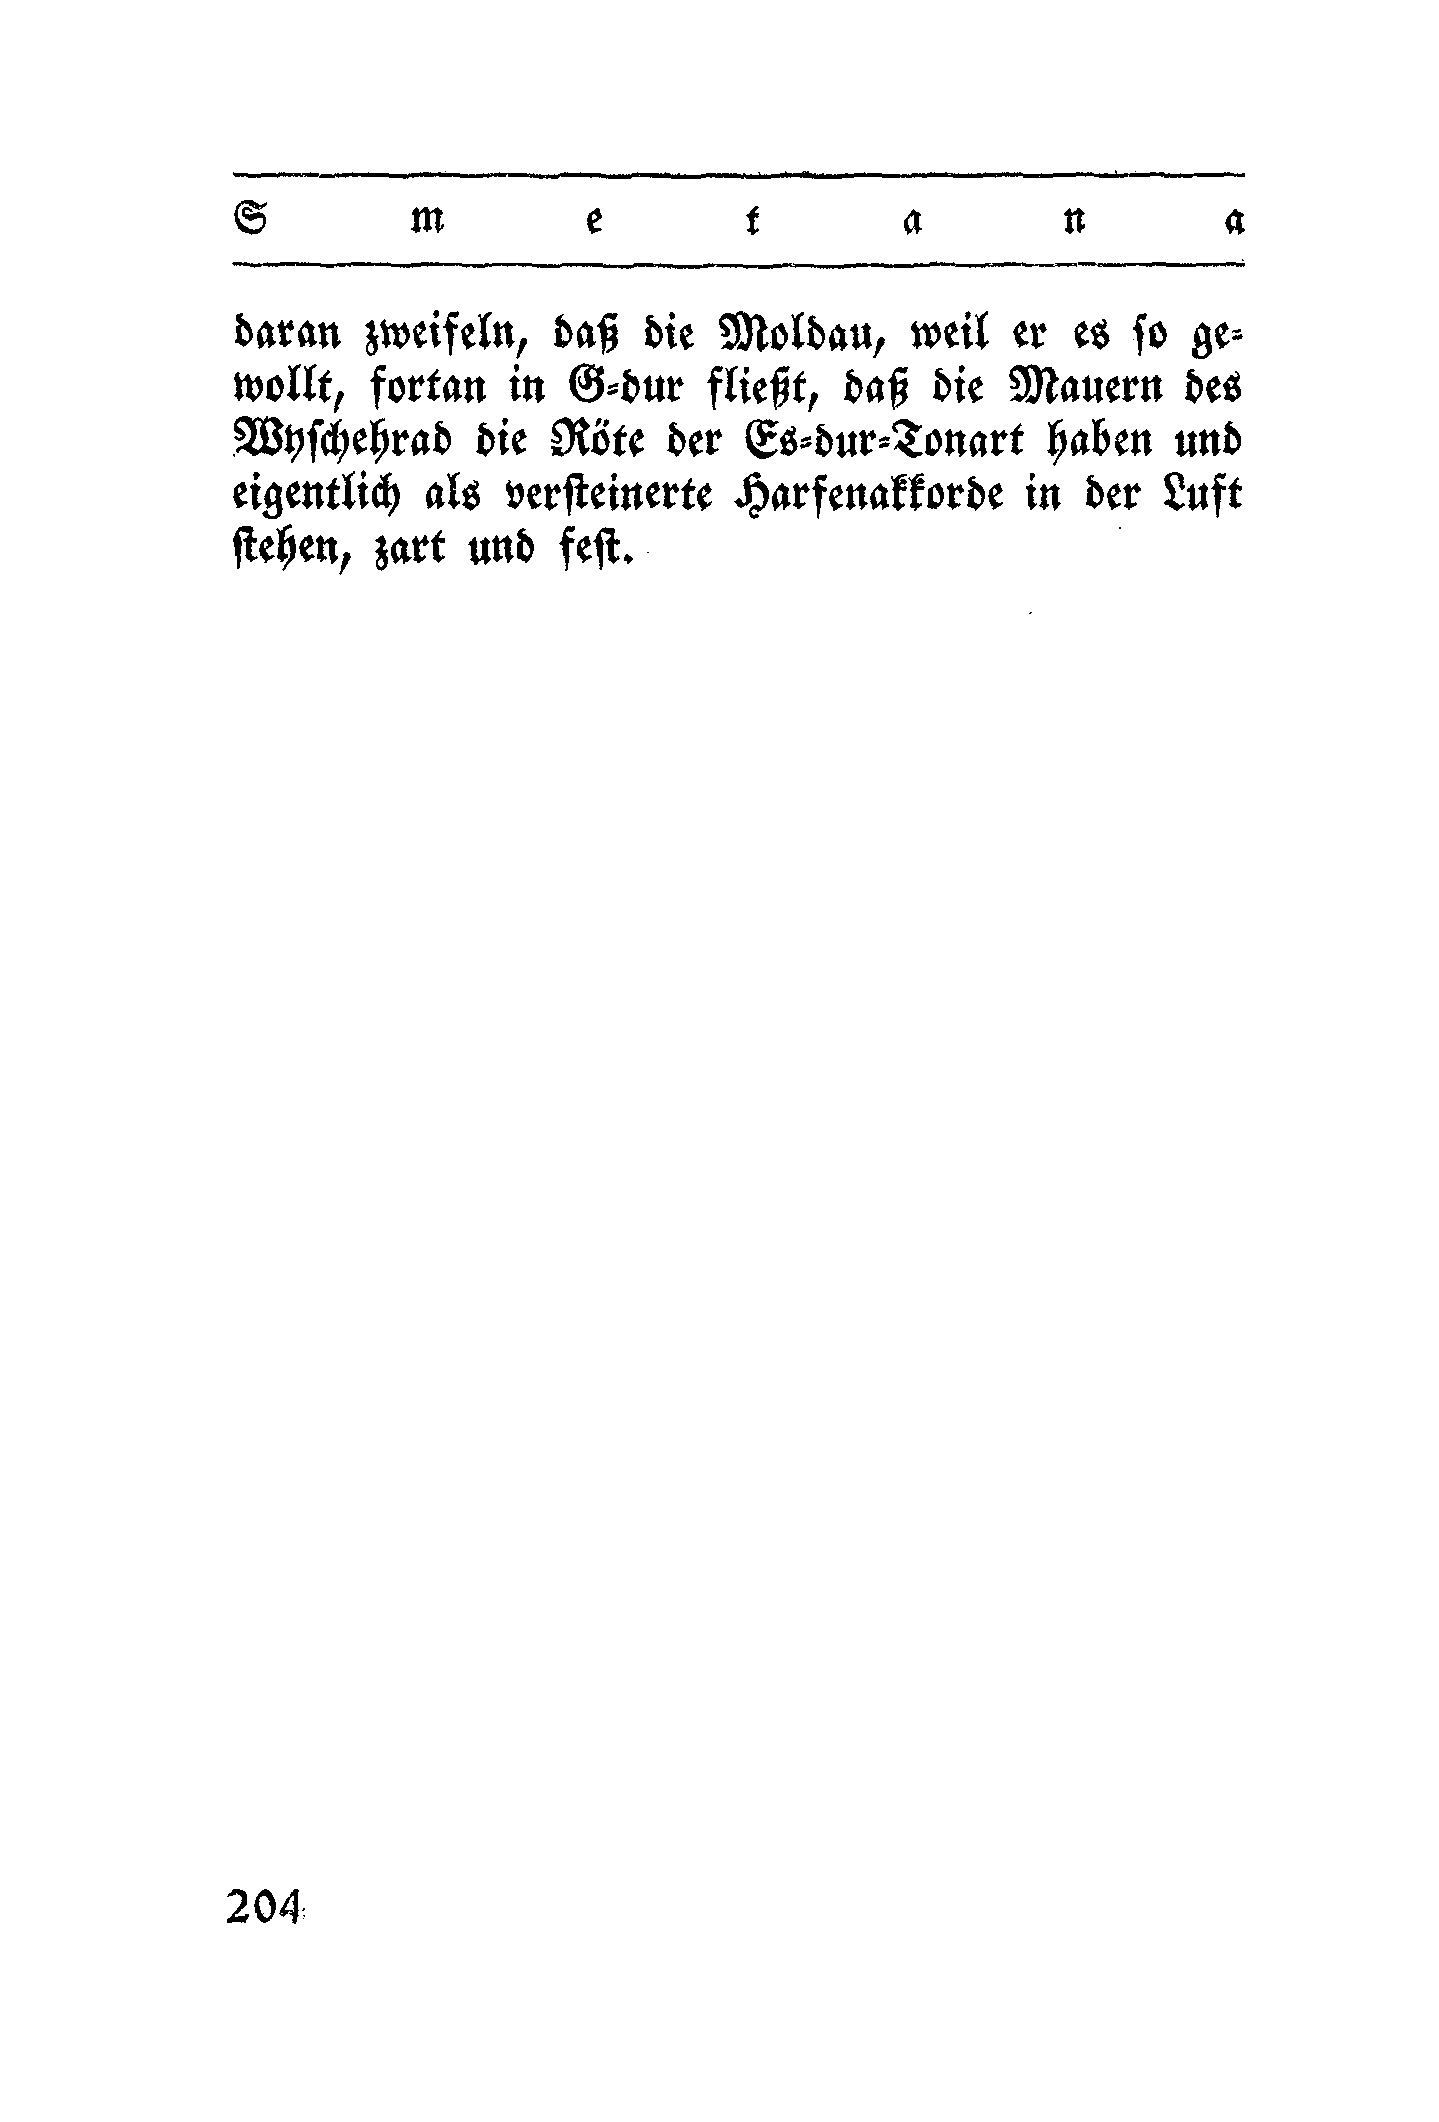 S m e t a n a
daran zweifeln, daß die Moldau, weil er es so ge-
wollt, fortan in G-dur fließt, daß die Mauern des
Wyschehrad die Röte der Es-dur-Tonart haben und
eigentlich als versteinerte Harfenakkorde in der Luft
stehen, zart und fest.
204